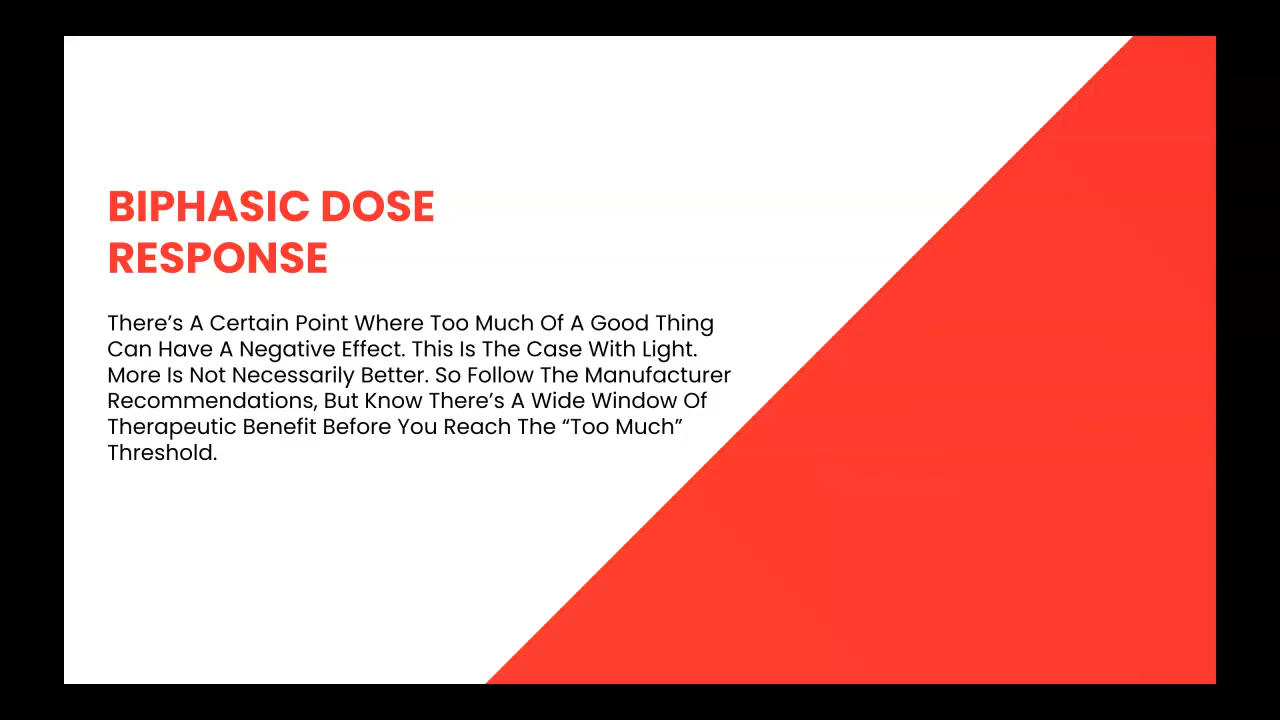 BIPHASIC DOSE
RESPONSE
There’s A Certain Point Where Too Much Of A Good Thing
Can Have A Negative Effect. This Is The Case With Light.
More Is Not Necessarily Better. So Follow The Manufacturer
Recommendations, But Know There’s A Wide Window Of
Therapeutic Benefit Before You Reach The “Too Much”
Threshold.